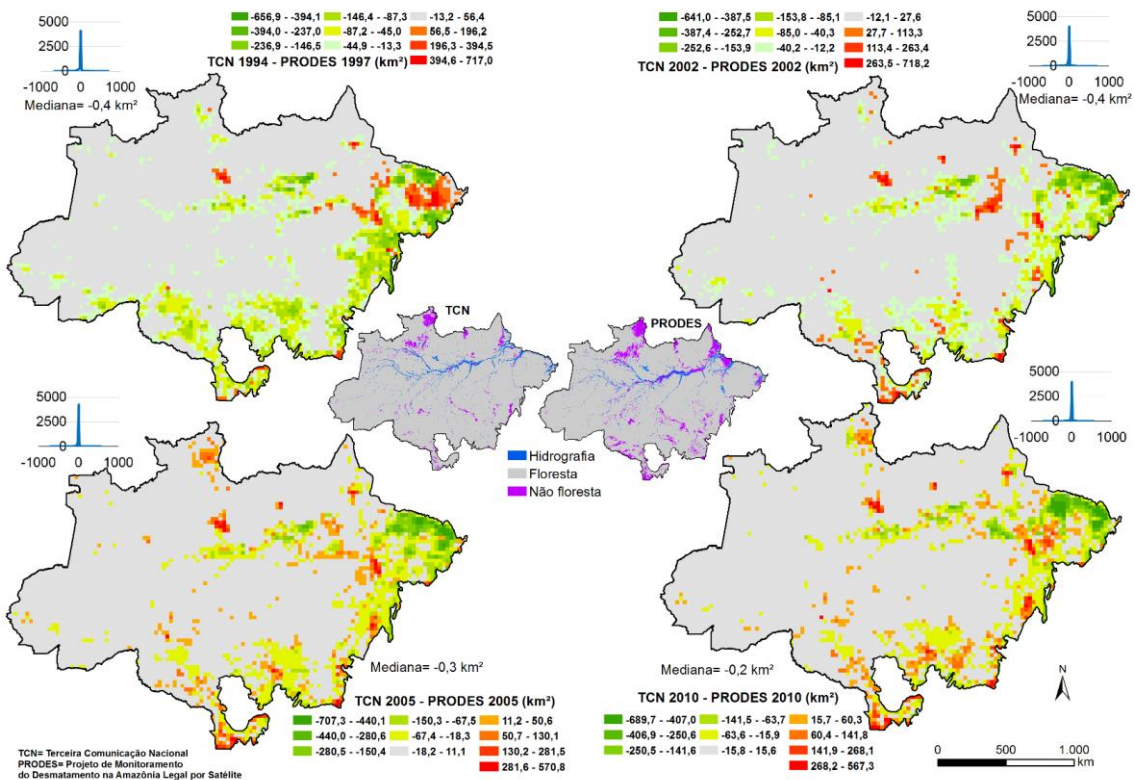 5000
2500
0
-1000 0 1000
Mediana= -0,4 km²
-656,9 - -394,1 -146,4 - -87,3 -13,2 - 56,4
-394,0 - -237,0 -87,2 - -45,0 56,5 - 196,2
-236,9 - -146,5 -44,9 - -13,3 196,3 - 394,5
394,6 - 717,0
TCN 1994 - PRODES 1997 (km²)
-641,0 - -387,5 -153,8 - -85,1 -12,1 - 27,6
-387,4 - -252,7 -85,0 - -40,3 27,7 - 113,3
-252,6 - -153,9 -40,2 - -12,2 113,4 - 263,4
263,5 - 718,2
TCN 2002 - PRODES 2002 (km²)
5000
2500
0
-1000 0 1000
Mediana= -0,4 km²
TCN
PRODES
Hidrografia
Floresta
Não floresta
5000
2500
0
-1000 0 1000
Mediana= -0,3 km²
TCN 2005 - PRODES 2005 (km²)
-707,3 - -440,1 -150,3 - -67,5 11,2 - 50,6
-440,0 - -280,6 -67,4 - -18,3 50,7 - 130,1
-280,5 - -150,4 -18,2 - 11,1 130,2 - 281,5
281,6 - 570,8
5000
2500
0
-1000 0 1000
Mediana= -0,2 km²
TCN 2010 - PRODES 2010 (km²)
-689,7 - -407,0 -141,5 - -63,7 15,7 - 60,3
-406,9 - -250,6 -63,6 - -15,9 60,4 - 141,8
-250,5 - -141,6 -15,8 - 15,6 141,9 - 268,1
268,2 - 567,3
N
0 500 1.000
km
TCN= Terceira Comunicação Nacional
PRODES= Projeto de Monitoramento
do Desmatamento na Amazônia Legal por Satélite